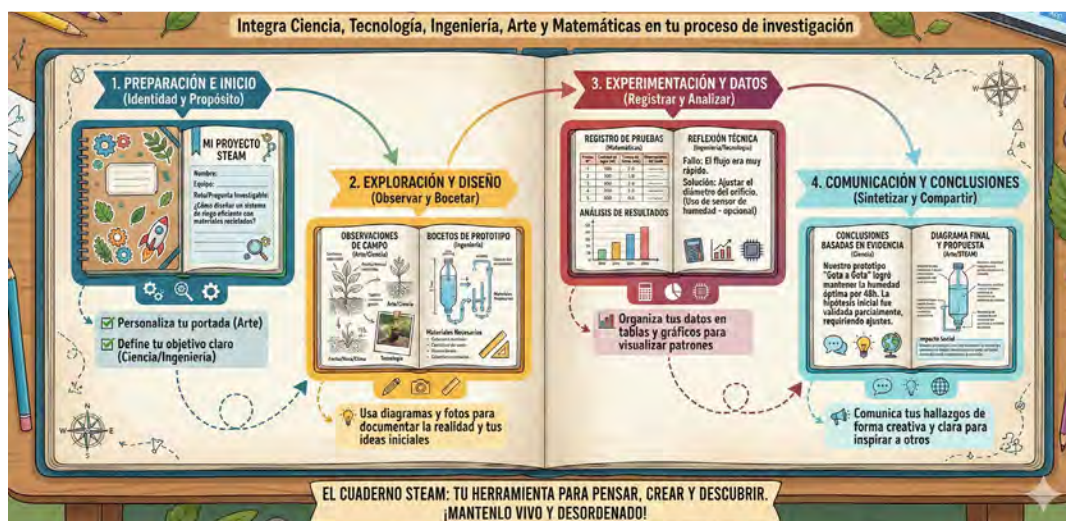 Integra Ciencia, Tecnología, Ingeniería, Arte y Matemáticas en tu proceso de investigación
1. PREPARACIÓN E INICIO
(Identidad y Propósito)
MI PROYECTO
STEAM
Nombre:
Equipo:
¿Cómo diseñar un sistema
de riego eficiente con
materiales reciclados?
Personaliza tu portada (Arte)
Define tu objetivo claro
(Ciencia/Ingeniería)
2. EXPLORACIÓN Y DISEÑO
(Observar y Bocetar)
OBSERVACIONES
DE CAMPO
(Arte/Ciencia)
Arte/Ciencia
Tecnología
BOCETOS DE PROTOTIPO
(Ingeniería)
Materiales Necesarios
Usa diagramas y fotos para
documentar la realidad y tus
ideas iniciales
3. EXPERIMENTACIÓN Y DATOS
(Registrar y Analizar)
REGISTRO DE PRUEBAS
(Matemáticas)
ANÁLISIS DE RESULTADOS
REFLEXIÓN TÉCNICA
(Ingeniería/Tecnología)
Fallo: El flujo era muy
rápido.
Solución: Ajustar el
diámetro del orificio.
(Uso de sensor de
humedad - opcional)
Organiza tus datos en
tablas y gráficos para
visualizar patrones
4. COMUNICACIÓN Y CONCLUSIONES
(Sintetizar y Compartir)
CONCLUSIONES
BASADAS EN EVIDENCIA
(Ciencia)
Nuestro prototipo
"Gota a Gota" logró
mantener la humedad
óptima por 48h. La
hipótesis inicial fue
validada parcialmente,
requiriendo ajustes.
DIAGRAMA FINAL
Y PROPUESTA
(Arte/STEAM)
Impacto Social
Comunica tus hallazgos de
forma creativa y clara para
inspirar a otros
EL CUADERNO STEAM: TU HERRAMIENTA PARA PENSAR, CREAR Y DESCUBRIR.
¡MANTENLO VIVO Y DESORDENADO!